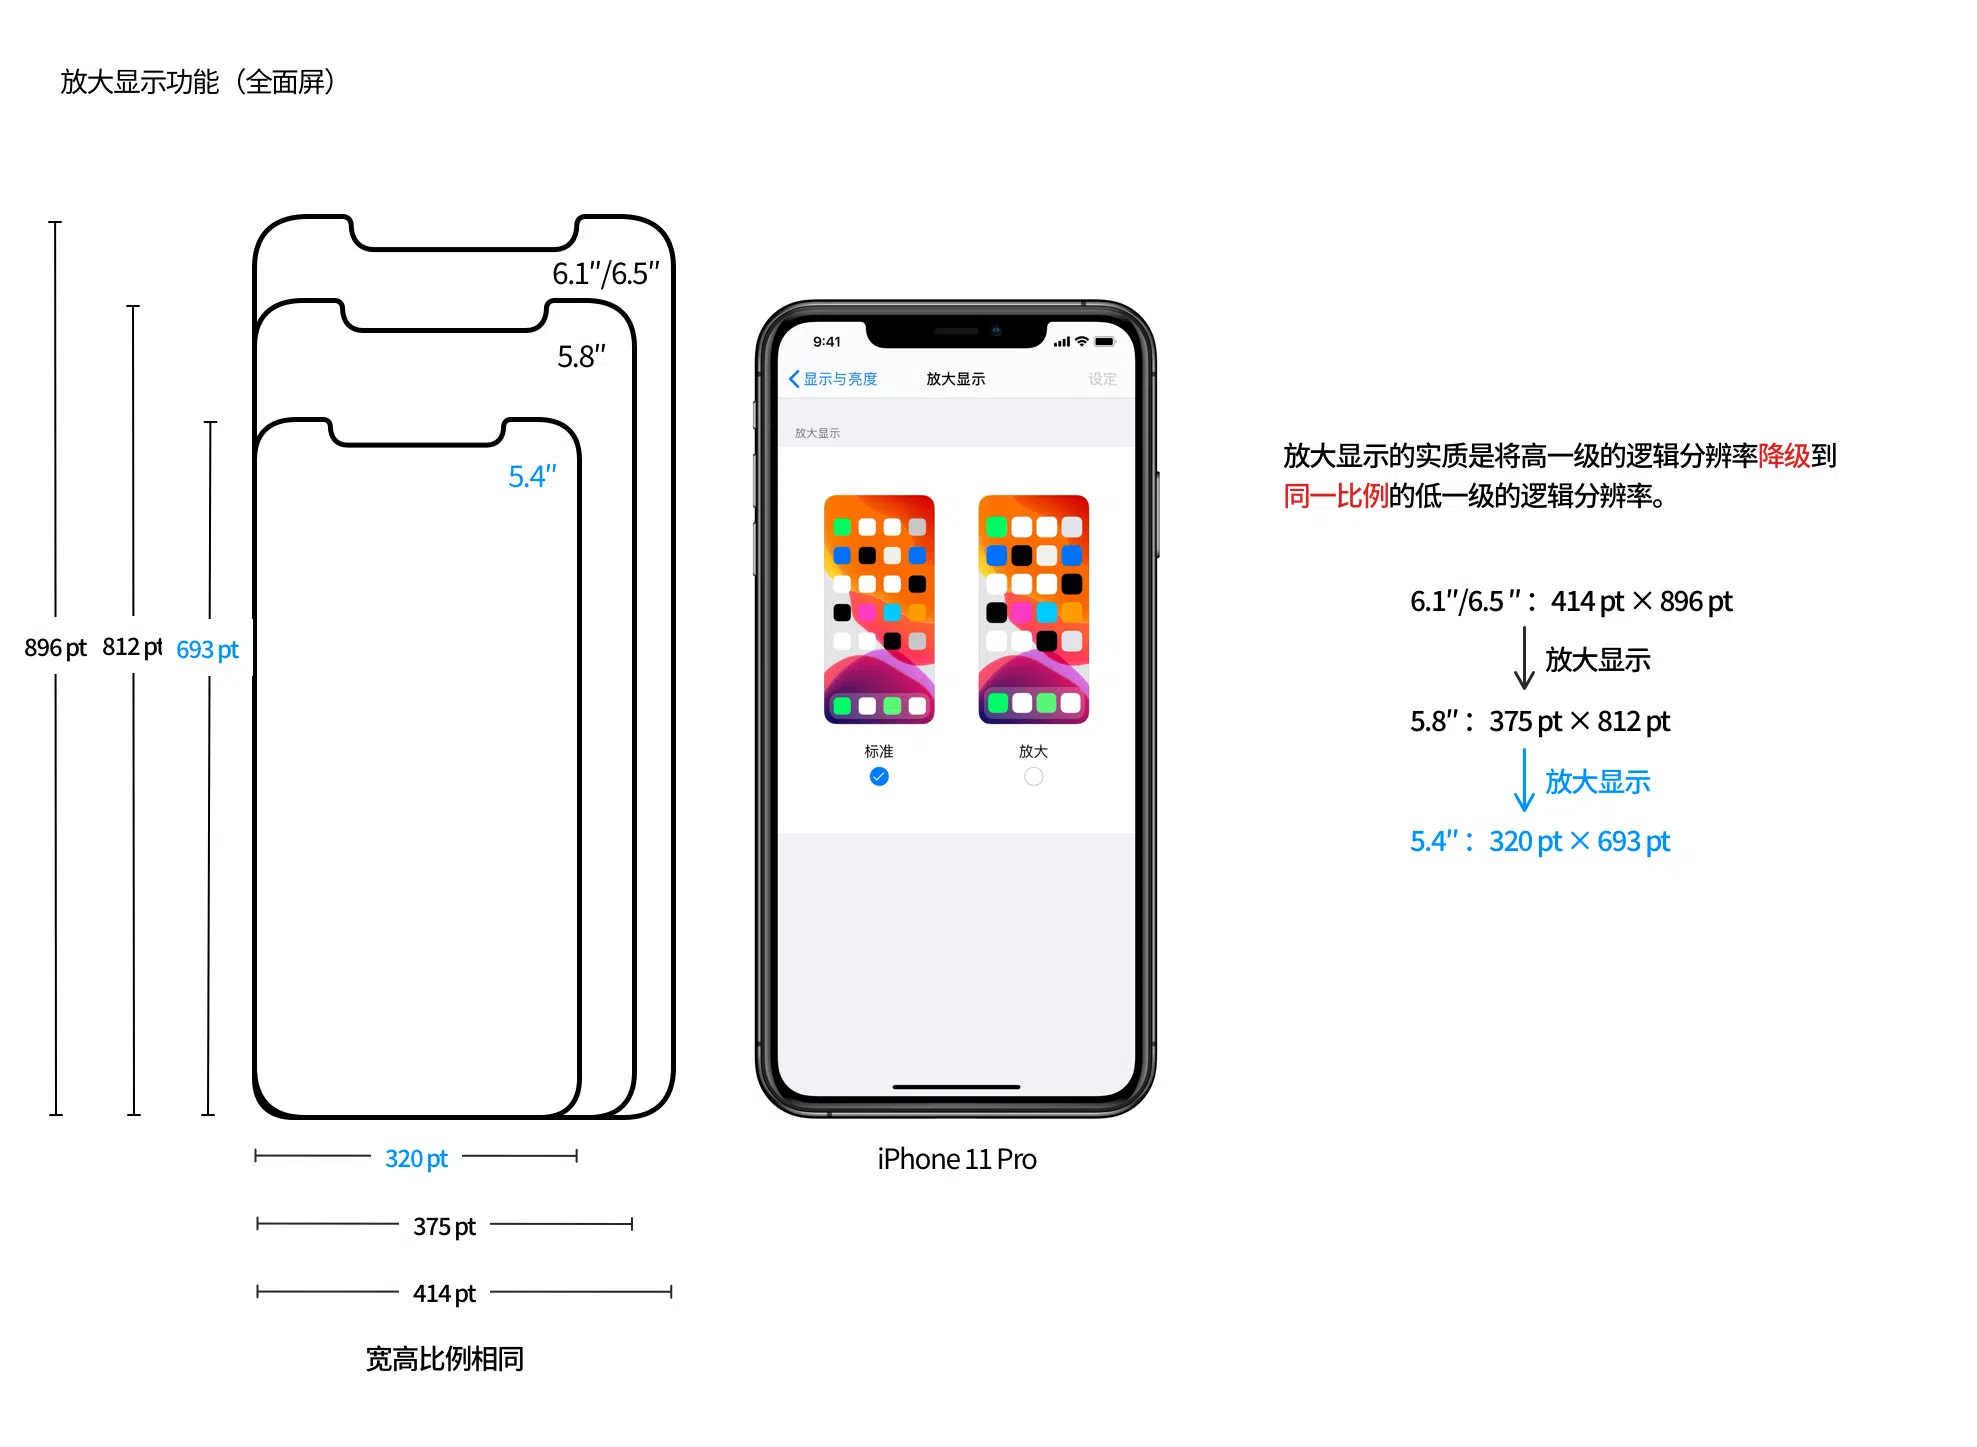 放大显示功能（全面屏）
6.1″/6.5″
5.8″
5.4″
896 pt
812 pt
693 pt
320 pt
375 pt
414 pt
宽高比例相同
9:41
显示与亮度
放大显示
设定
放大显示
标准
放大
iPhone 11 Pro
放大显示的实质是将高一级的逻辑分辨率降级到
同一比例的低一级的逻辑分辨率。
6.1″/6.5 ″： 414 pt × 896 pt
放大显示
5.8″： 375 pt × 812 pt
放大显示
5.4″： 320 pt × 693 pt